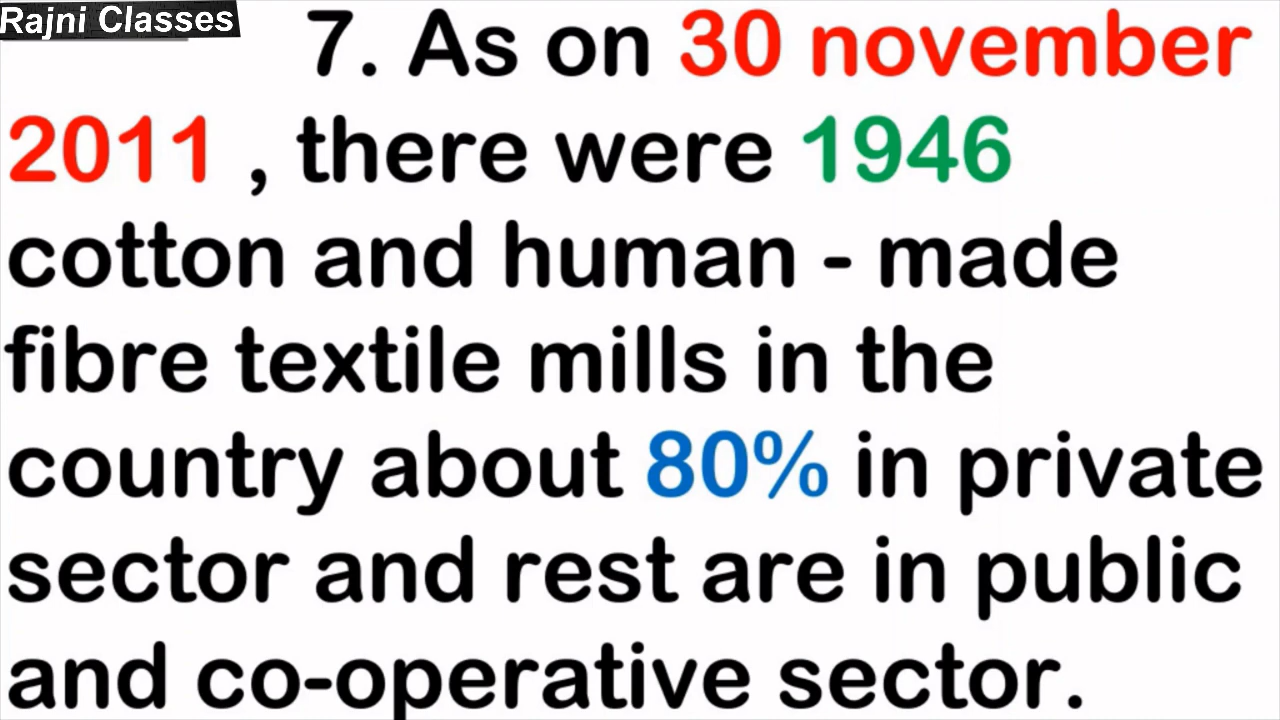 Rajni Classes
7. As on 30 november
2011 , there were 1946
cotton and human - made
fibre textile mills in the
country about 80% in private
sector and rest are in public
and co-operative sector.